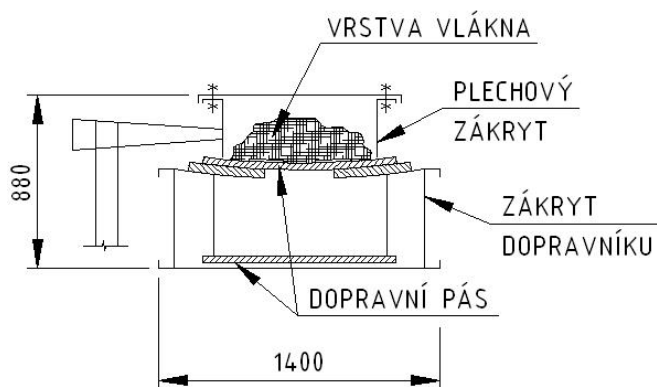 VRSTVA VLÁKNA
PLECHOVÝ
ZÁKRYT
880
ZÁKRYT
DOPRAVNÍKU
DOPRAVNÍ PÁS
1400